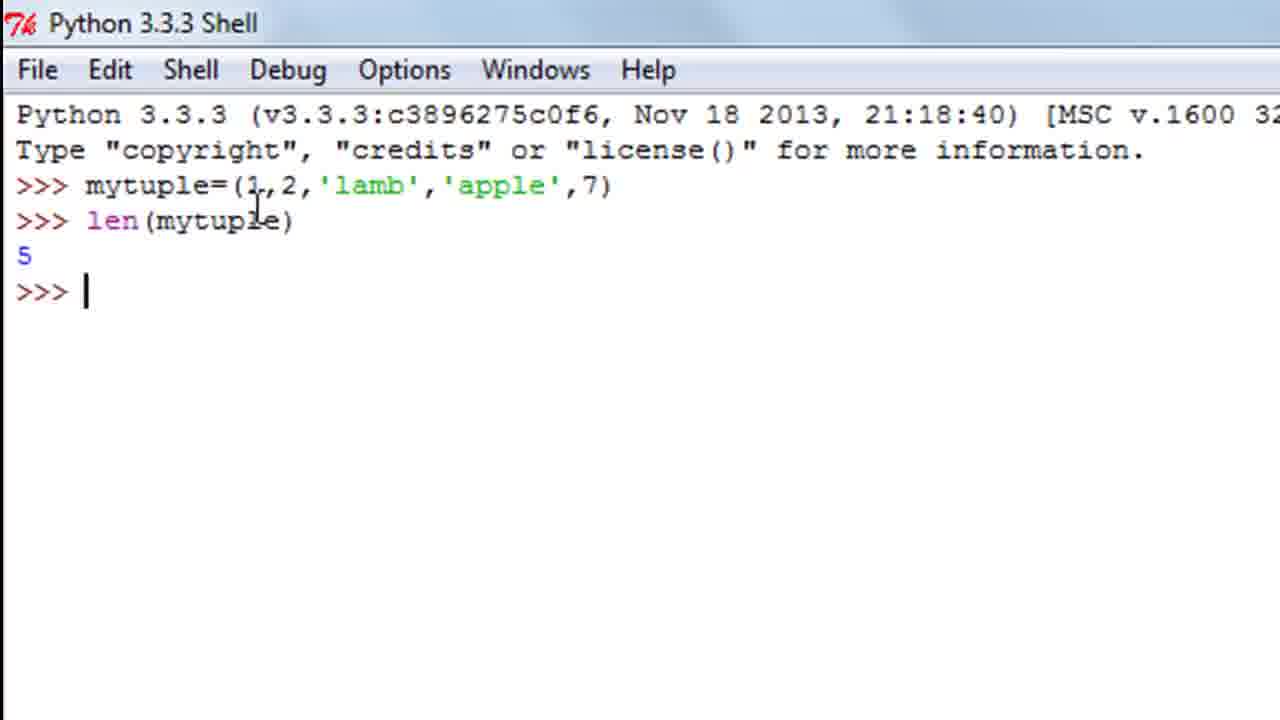 Python 3.3.3 Shell
File Edit Shell Debug Options Windows Help
Python 3.3.3 (v3.3.3:c3896275c0f6, Nov 18 2013, 21:18:40) [MSC v.1600 32
Type "copyright", "credits" or "license()" for more information.
>>> mytuple=(1,2,'lamb','apple',7)
>>> len(mytuple)
5
>>>